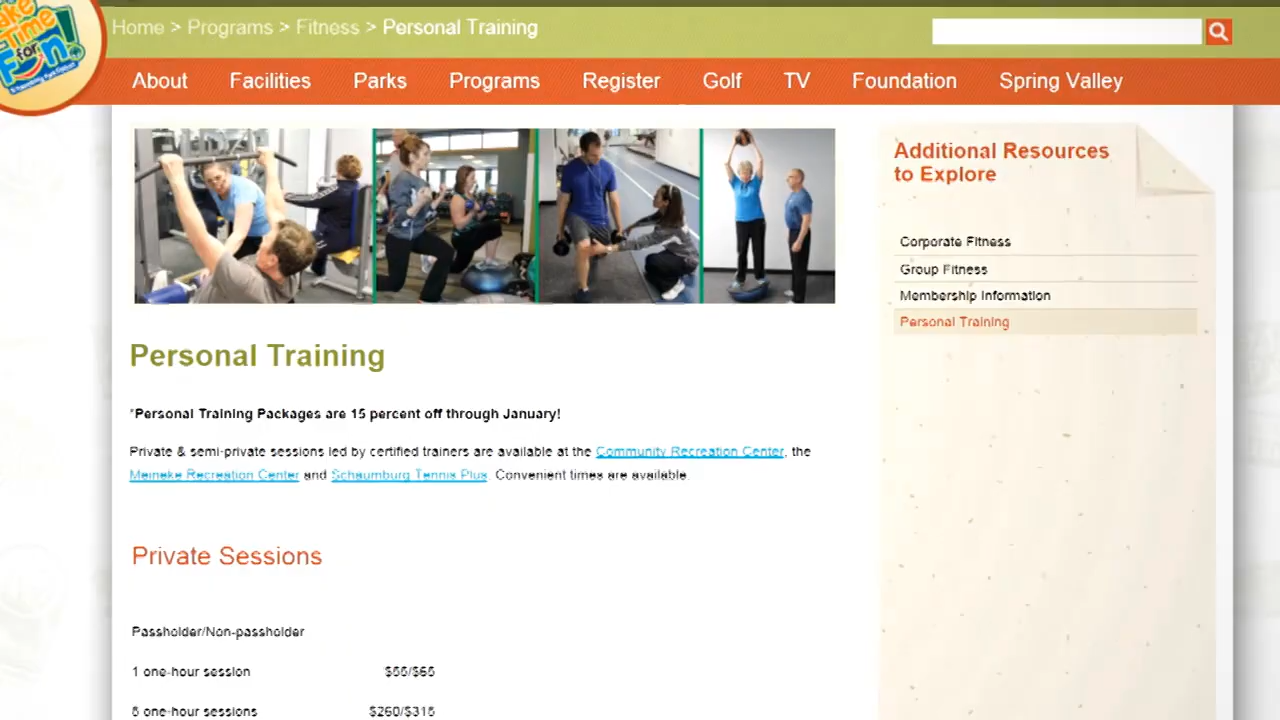 Take
Time
for
Fun!
Home > Programs > Fitness > Personal Training
About Facilities Parks Programs Register Golf TV Foundation Spring Valley
Additional Resources
to Explore
Corporate Fitness
Group Fitness
Membership Information
Personal Training
Personal Training
*Personal Training Packages are 15 percent off through January!
Private & semi-private sessions led by certified trainers are available at the Community Recreation Center, the
Meineke Recreation Center and Schaumburg Tennis Plus. Convenient times are available.
Private Sessions
Passholder/Non-passholder
1 one-hour session
one-hour sessions